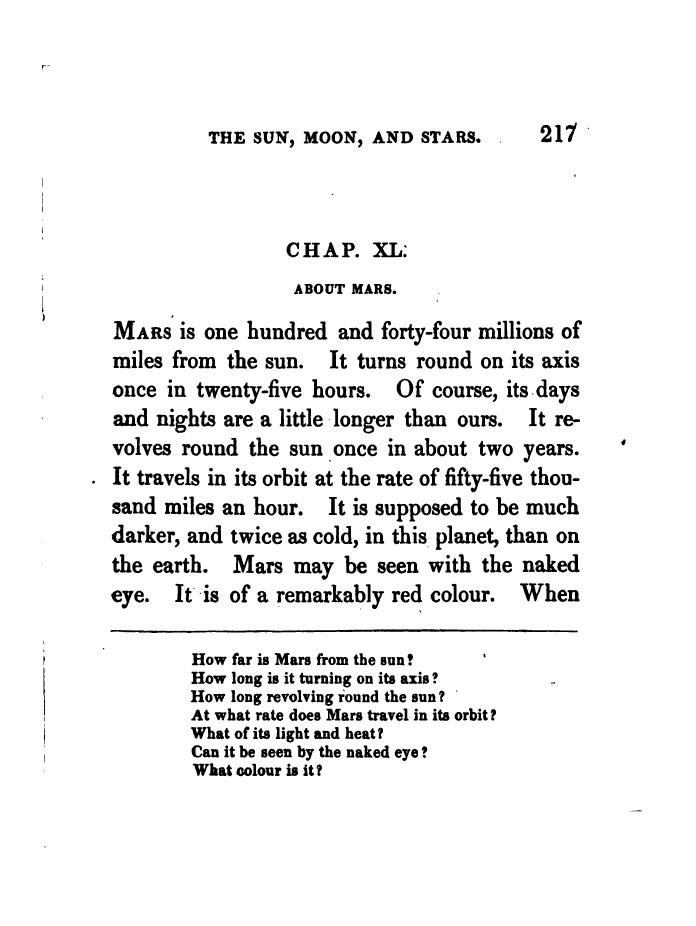 THE SUN, MOON, AND STARS. 217
CHAP. XL.
ABOUT MARS.
MARS is one hundred and forty-four millions of
miles from the sun. It turns round on its axis
once in twenty-five hours. Of course, its days
and nights are a little longer than ours. It re-
volves round the sun once in about two years.
It travels in its orbit at the rate of fifty-five thou-
sand miles an hour. It is supposed to be much
darker, and twice as cold, in this planet, than on
the earth. Mars may be seen with the naked
eye. It is of a remarkably red colour. When
How far is Mars from the sun?
How long is it turning on its axis?
How long revolving round the sun?
At what rate does Mars travel in its orbit?
What of its light and heat?
Can it be seen by the naked eye?
What colour is it?